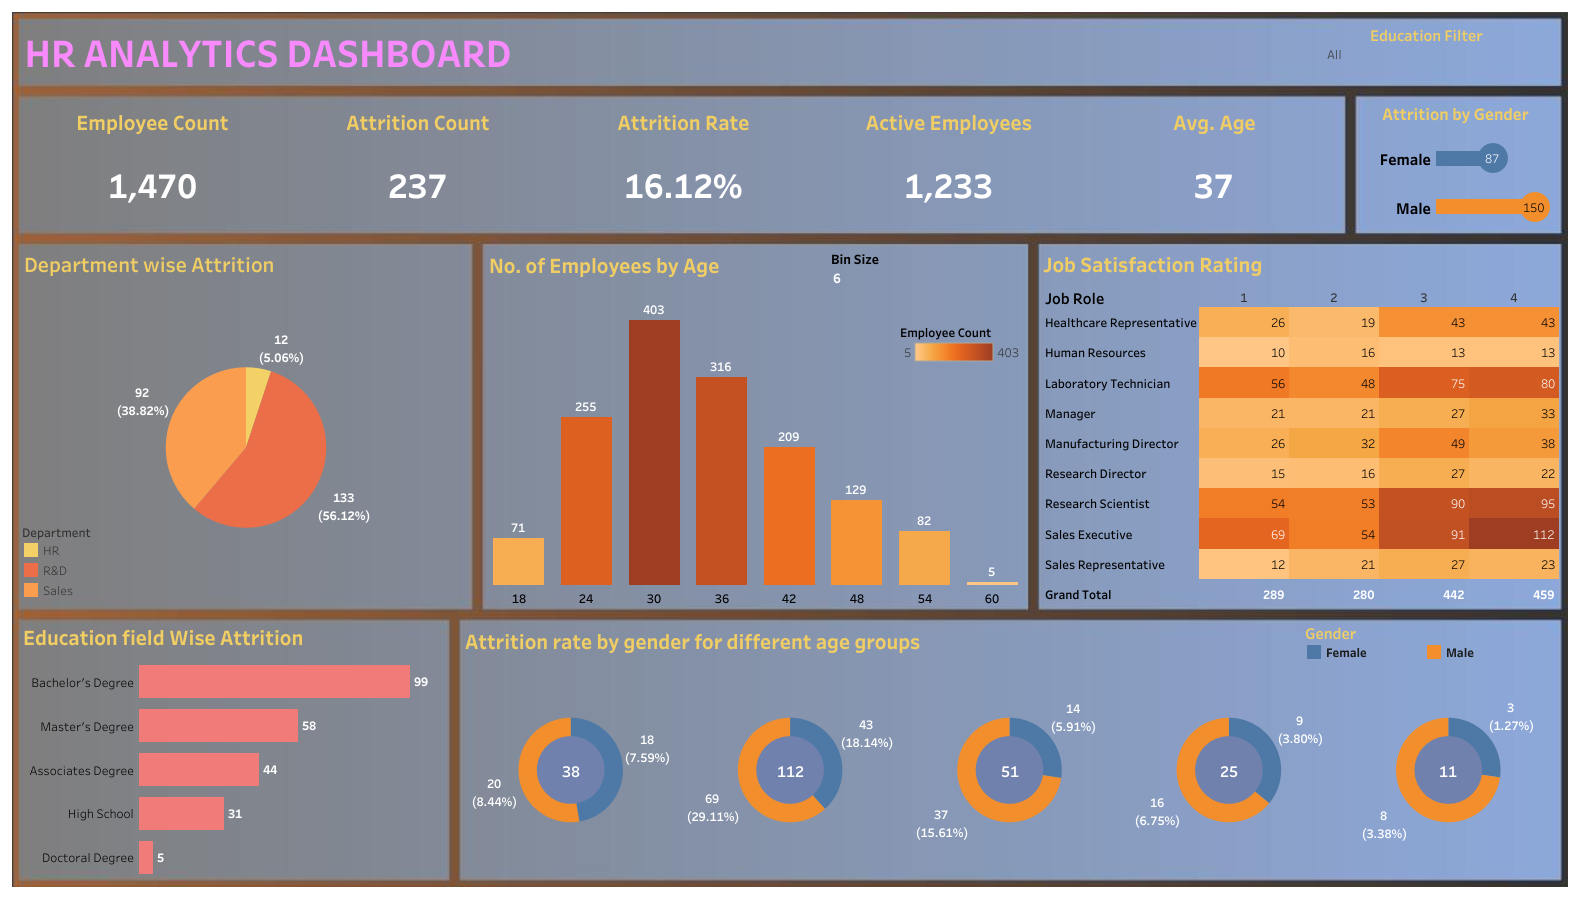 HR ANALYTICS DASHBOARD
Education Filter
All
Employee Count
Attrition Count
Attrition Rate
Active Employees
Avg. Age
1,470
237
16.12%
1,233
37
Attrition by Gender
Female 87
Male 150
Department wise Attrition
12
(5.06%)
92
(38.82%)
133
(56.12%)
Department
HR
R&D
Sales
No. of Employees by Age
Bin Size
6
Employee Count
5 403
403
316
255
209
129
82
71
5
18 24 30 36 42 48 54 60
Job Satisfaction Rating
Job Role 1 2 3 4
Healthcare Representative 26 19 43 43
Human Resources 10 16 13 13
Laboratory Technician 56 48 75 80
Manager 21 21 27 33
Manufacturing Director 26 32 49 38
Research Director 15 16 27 22
Research Scientist 54 53 90 95
Sales Executive 69 54 91 112
Sales Representative 12 21 27 23
Grand Total 289 280 442 459
Education field Wise Attrition
Bachelor's Degree 99
Master's Degree 58
Associates Degree 44
High School 31
Doctoral Degree 5
Attrition rate by gender for different age groups
Gender
Female Male
18
(7.59%)
38
20
(8.44%)
43
(18.14%)
112
69
(29.11%)
14
(5.91%)
51
37
(15.61%)
9
(3.80%)
25
16
(6.75%)
3
(1.27%)
11
8
(3.38%)